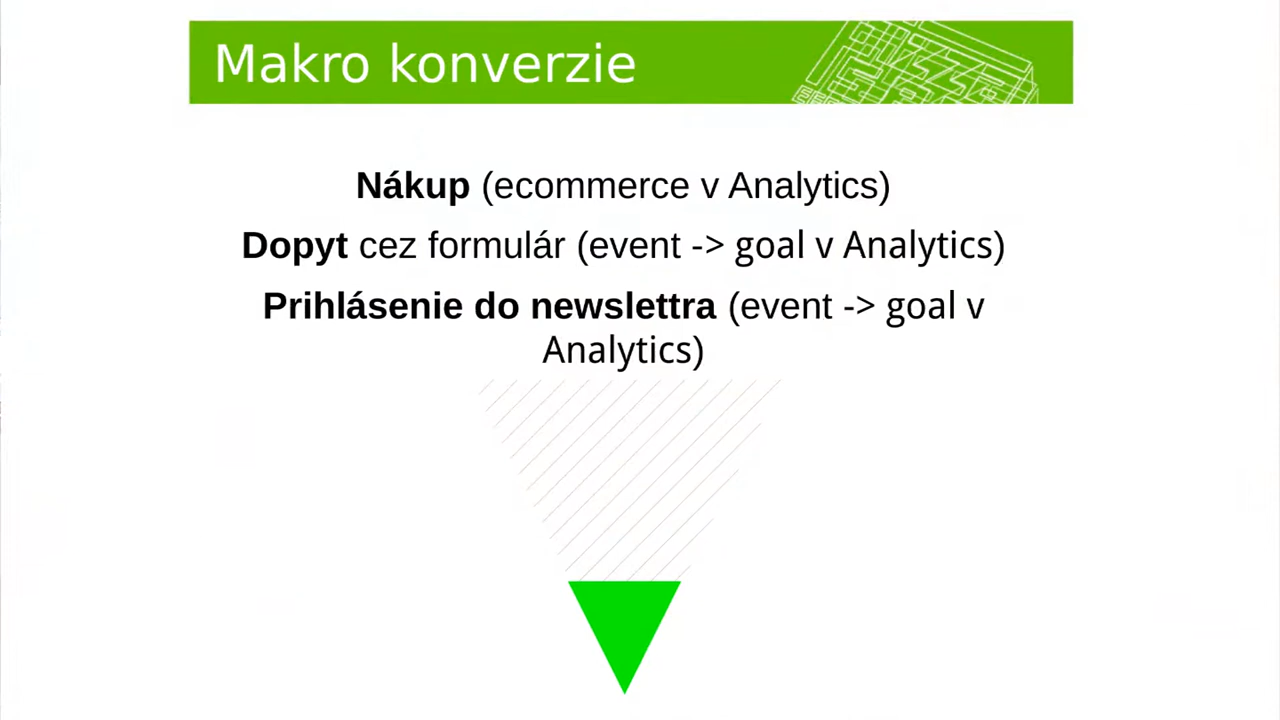 Makro konverzie
Nákup (ecommerce v Analytics)
Dopyt cez formulár (event -> goal v Analytics)
Prihlásenie do newslettra (event -> goal v
Analytics)